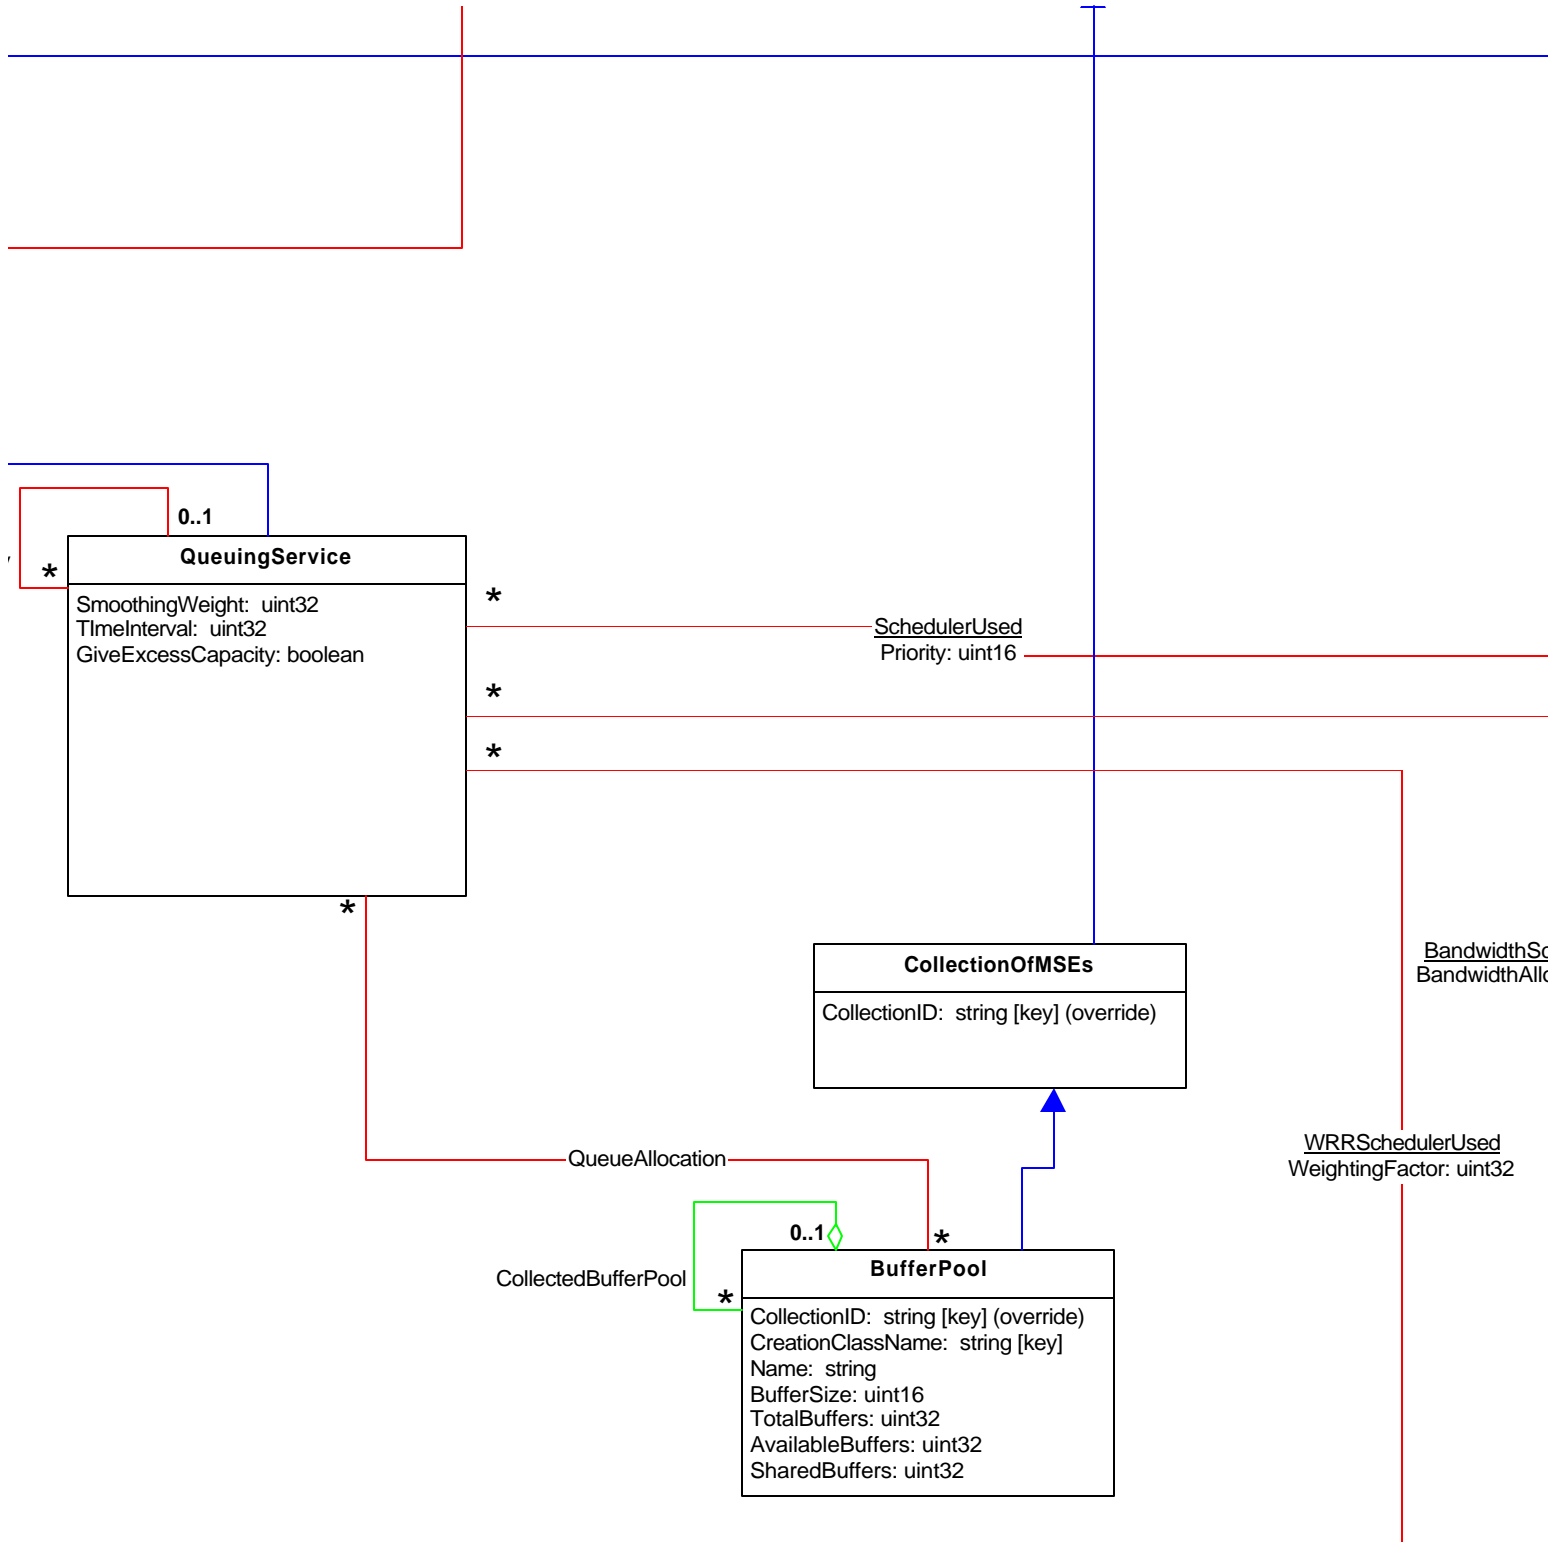 0..1
QueuingService
*
SmoothingWeight: uint32
TImeInterval: uint32
GiveExcessCapacity: boolean
*
SchedulerUsed
Priority: uint16
*
*
*
CollectionOfMSEs
CollectionID: string [key] (override)
BandwidthSc
BandwidthAllo
WRRSchedulerUsed
WeightingFactor: uint32
QueueAllocation
0..1
*
CollectedBufferPool
*
BufferPool
CollectionID: string [key] (override)
CreationClassName: string [key]
Name: string
BufferSize: uint16
TotalBuffers: uint32
AvailableBuffers: uint32
SharedBuffers: uint32